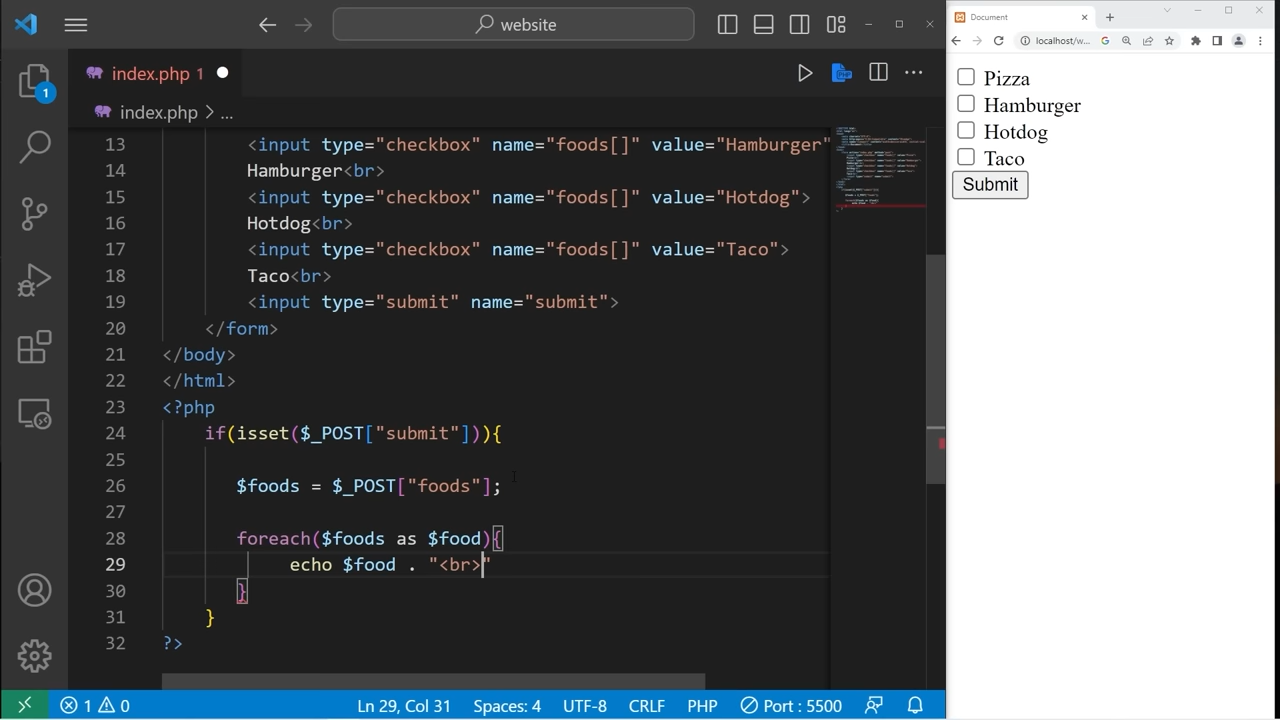 website
index.php 1
index.php > ...
13 <input type="checkbox" name="foods[]" value="Hamburger"
14 Hamburger<br>
15 <input type="checkbox" name="foods[]" value="Hotdog">
16 Hotdog<br>
17 <input type="checkbox" name="foods[]" value="Taco">
18 Taco<br>
19 <input type="submit" name="submit">
20 </form>
21 </body>
22 </html>
23 <?php
24 if(isset($_POST["submit"])){
25
26 $foods = $_POST["foods"];
27
28 foreach($foods as $food){
29 echo $food . "<br>"
30 }
31 }
32 ?>
1
1 0
Ln 29, Col 31
Spaces: 4
UTF-8
CRLF
PHP
Port : 5500
Document
localhost/w...
Pizza
Hamburger
Hotdog
Taco
Submit